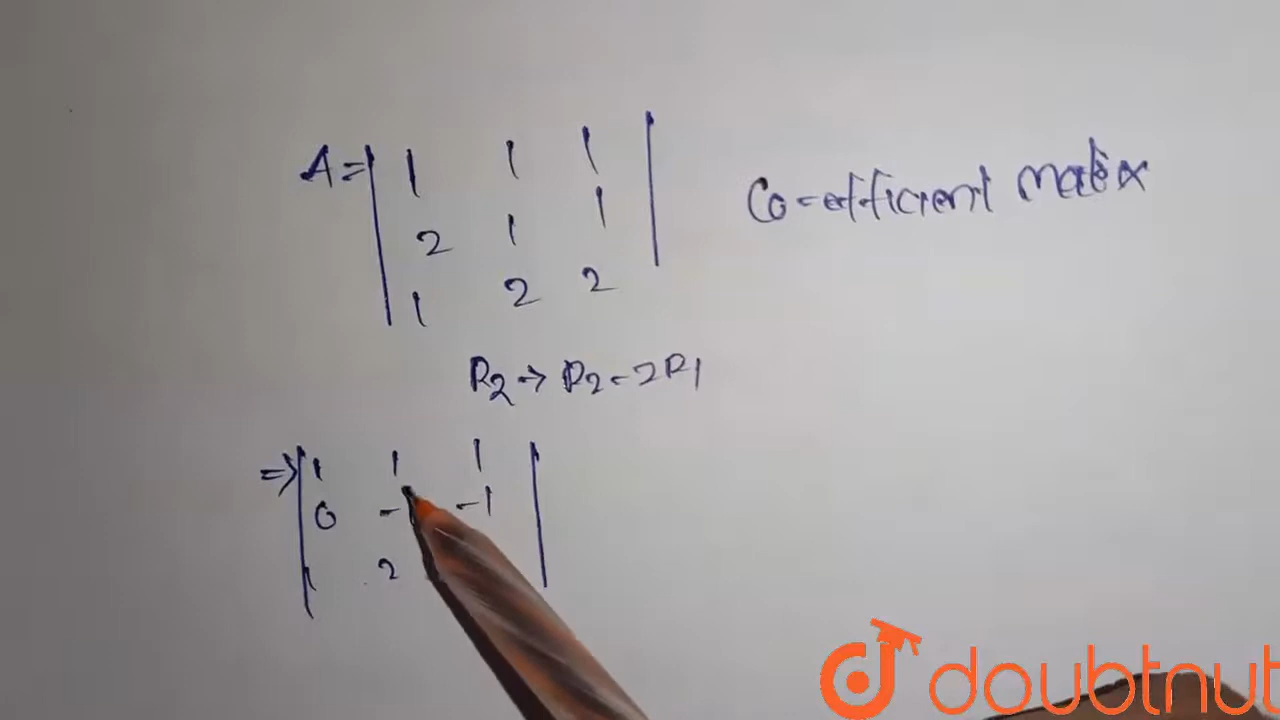 A = | 1 1 1 | Co-efficient matrix
2 1 1
1 2 2
R2 → R2 - 2R1
⇒ | 1 1 1 |
0 -1 -1
1 2
doubtnut